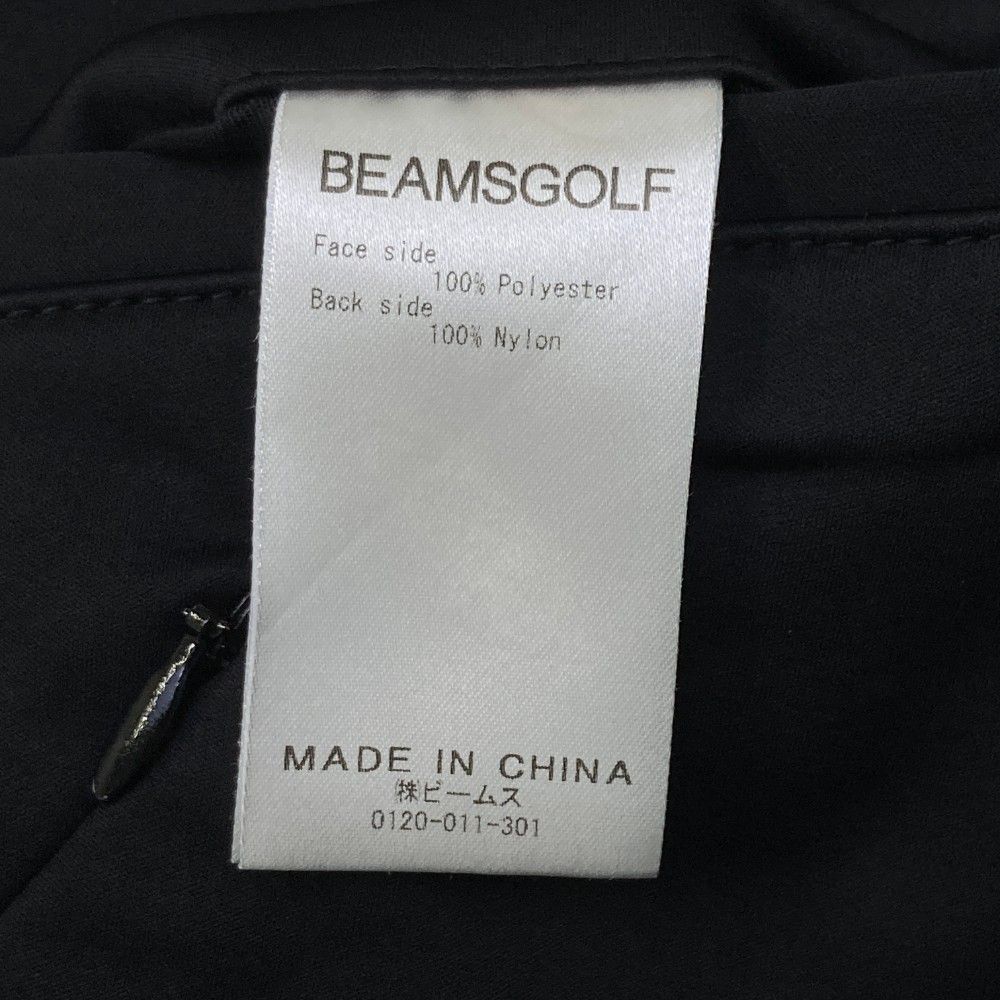 BEAMSGOLF
Face side
100% Polyester
Back side
100% Nylon
MADE IN CHINA
㈱ビームス
0120-011-301